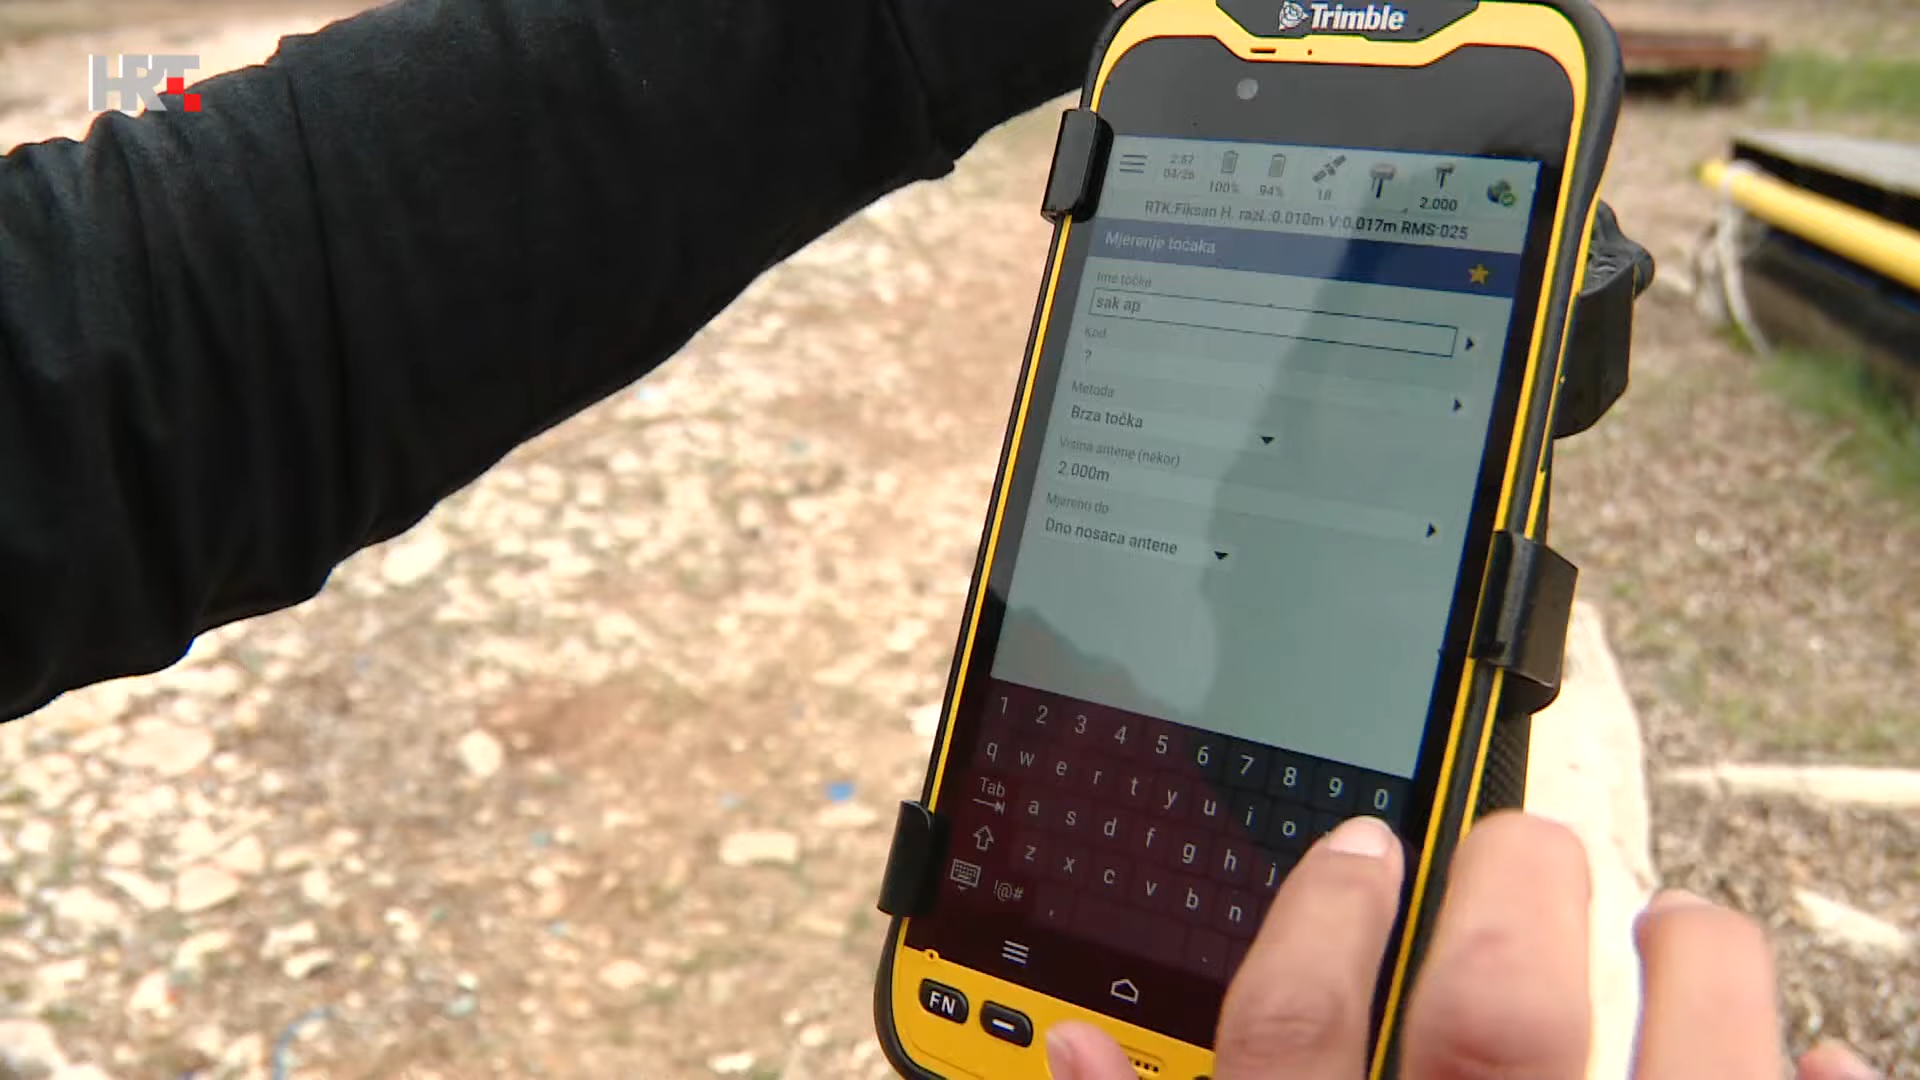 HRT
Trimble
2:57
04/26
100%
94%
18
2.000
RTK:Fiksan H. razl.:0.010m V:0.017m RMS:025
Mjerenje točaka
Ime točke
sak ap
Kod
?
Metoda
Brza točka
Visina antene (nekor)
2.000m
Mjereno do
Dno nosaca antene
1 2 3 4 5 6 7 8 9 0
q w e r t y u i o
Tab a s d f g h j
z x c v b n
!@# , .
FN